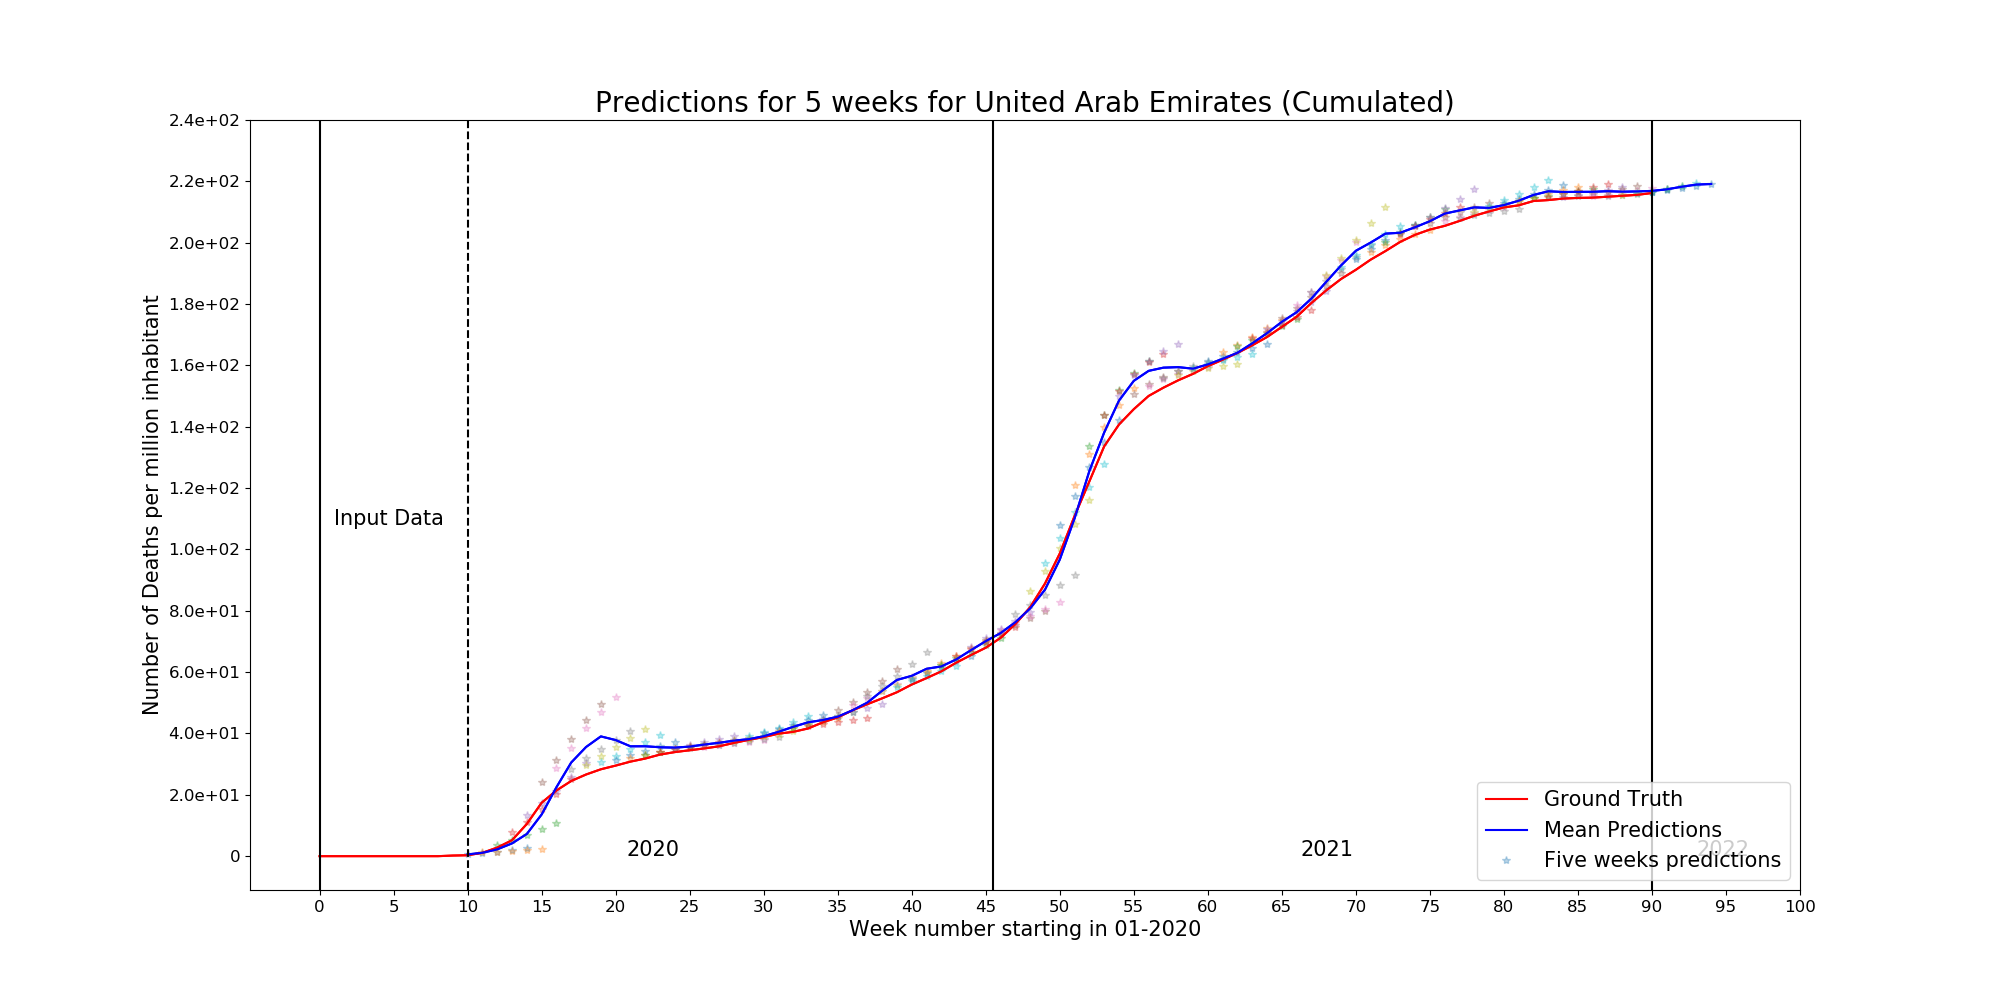 Predictions for 5 weeks for United Arab Emirates (Cumulated)
2.4e+02
2.2e+02
2.0e+02
1.8e+02
1.6e+02
1.4e+02
1.2e+02
1.0e+02
8.0e+01
6.0e+01
4.0e+01
2.0e+01
0
Number of Deaths per million inhabitant
Input Data
2020
2021
2022
Ground Truth
Mean Predictions
Five weeks predictions
0 5 10 15 20 25 30 35 40 45 50 55 60 65 70 75 80 85 90 95 100
Week number starting in 01-2020